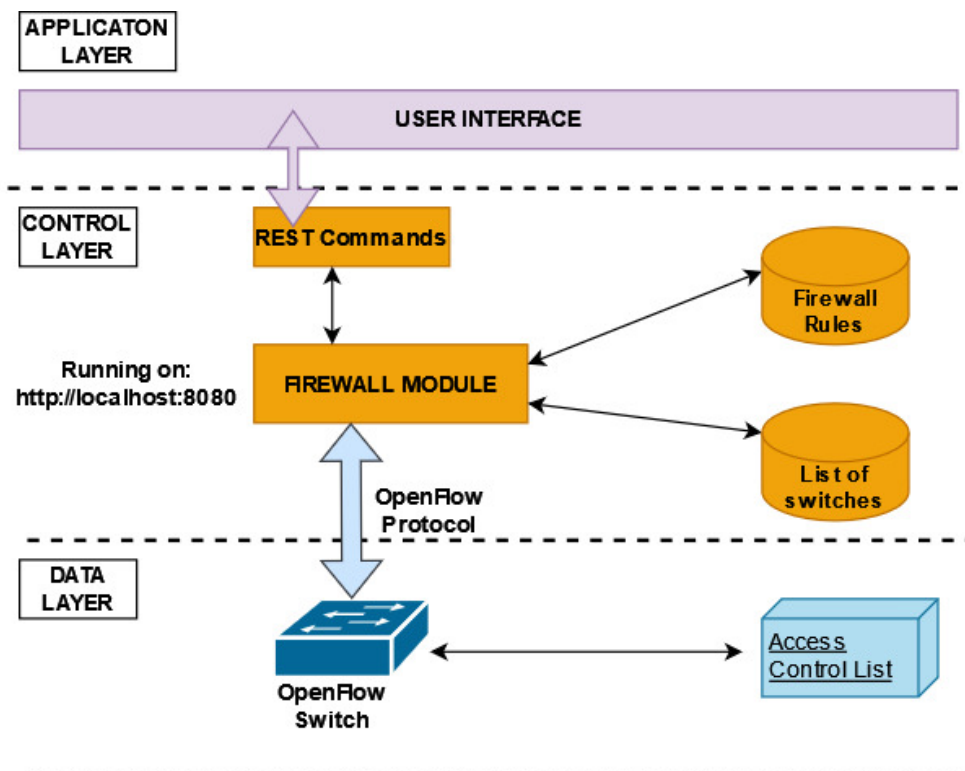 APPLICATON
LAYER
USER INTERFACE
CONTROL
LAYER
REST Commands
Firewall
Rules
Running on:
http://localhost:8080
FIREWALL MODULE
List of
switches
OpenFlow
Protocol
DATA
LAYER
Access
Control List
OpenFlow
Switch